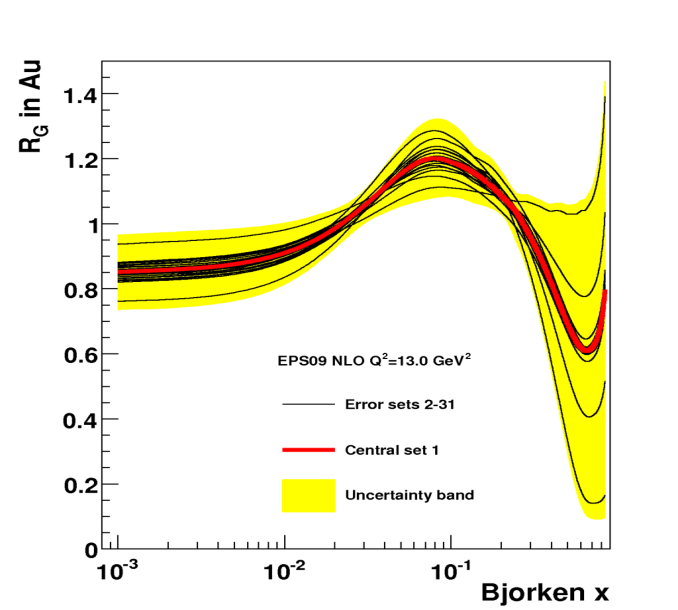 R_G in Au
1.4
1.2
1
0.8
0.6
0.4
0.2
0
EPS09 NLO Q²=13.0 GeV²
Error sets 2-31
Central set 1
Uncertainty band
10⁻³ 10⁻² 10⁻¹
Bjorken x